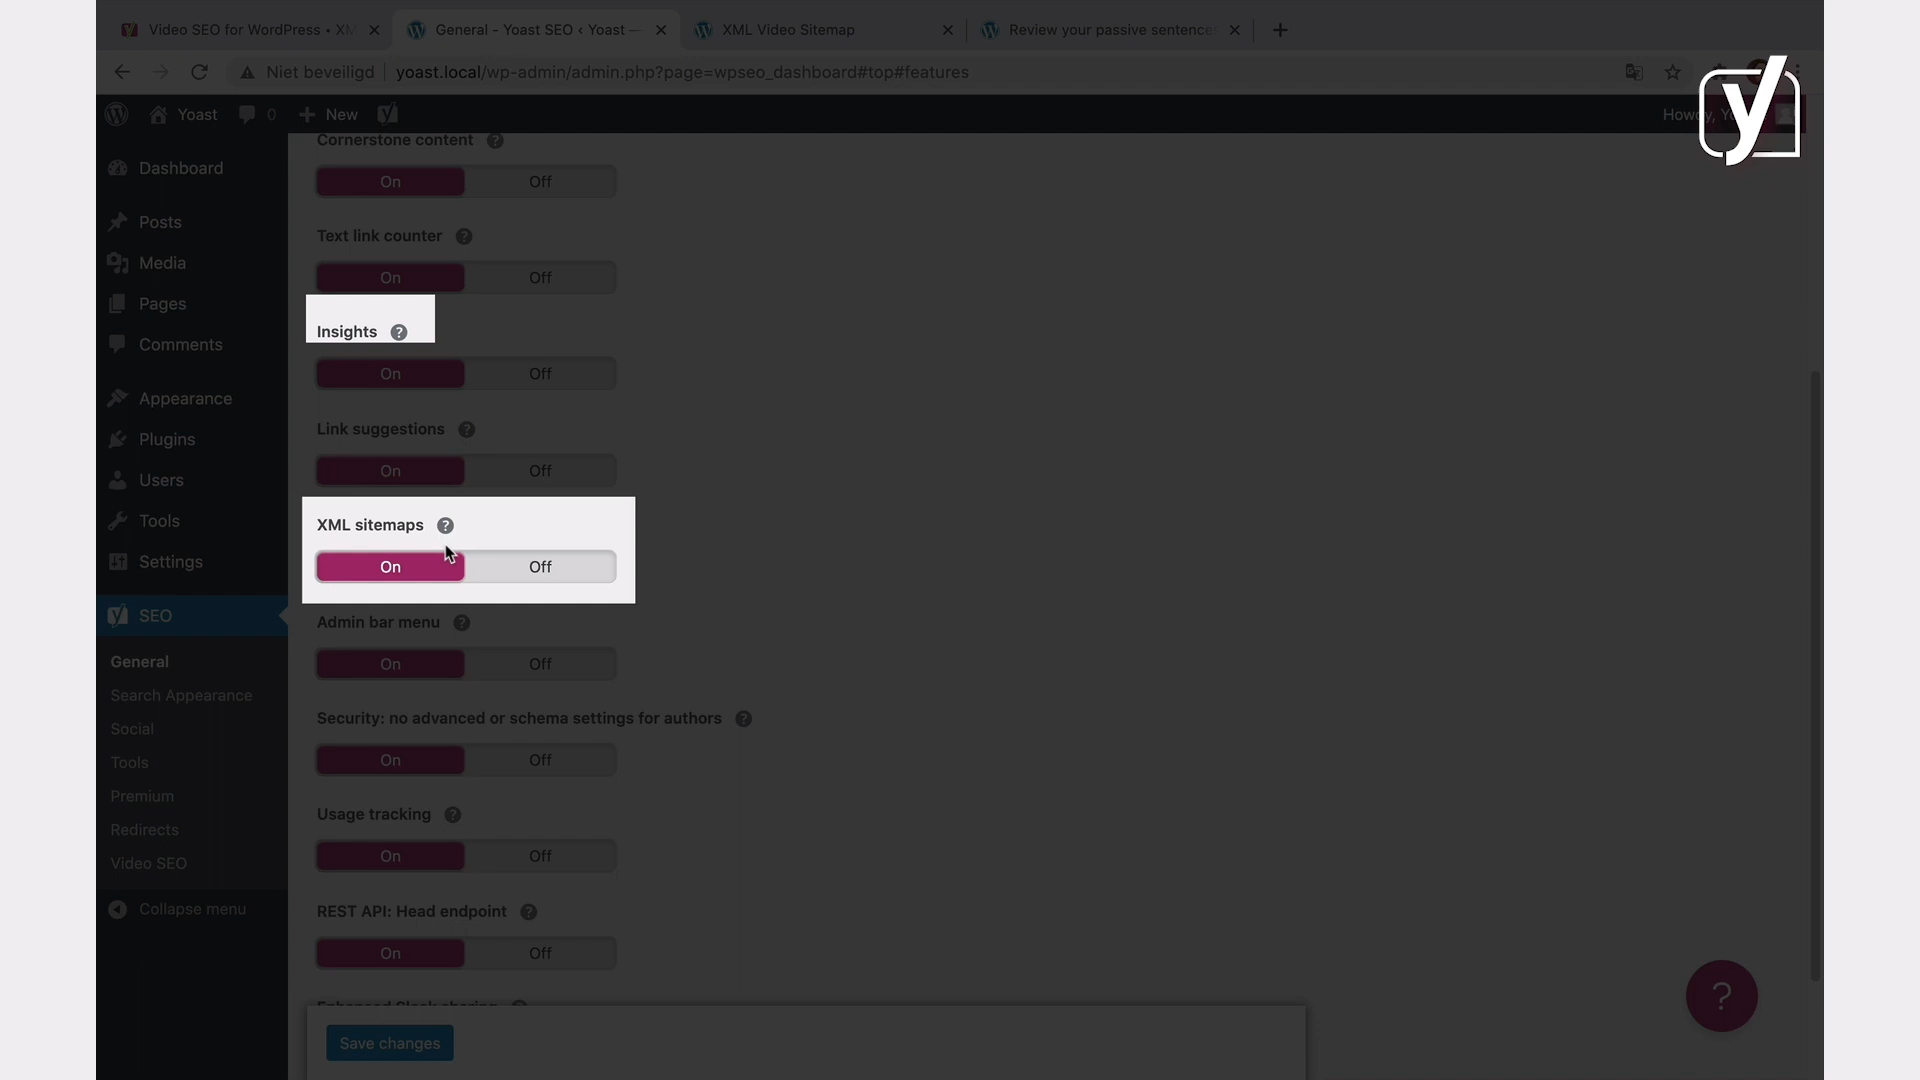 Video SEO for WordPress • XM
General - Yoast SEO ‹ Yoast —
XML Video Sitemap
Review your passive sentence
Niet beveiligd
yoast.local/wp-admin/admin.php?page=wpseo_dashboard#top#features
Yoast
0
New
Howdy, Yo
Dashboard
Posts
Media
Pages
Comments
Appearance
Plugins
Users
Tools
Settings
SEO
General
Search Appearance
Social
Tools
Premium
Redirects
Video SEO
Collapse menu
Cornerstone content ?
On Off
Text link counter ?
On Off
Insights ?
On Off
Link suggestions ?
On Off
XML sitemaps ?
On Off
Admin bar menu ?
On Off
Security: no advanced or schema settings for authors ?
On Off
Usage tracking ?
On Off
REST API: Head endpoint ?
On Off
Enhanced Slack sharing
Save changes
?
y